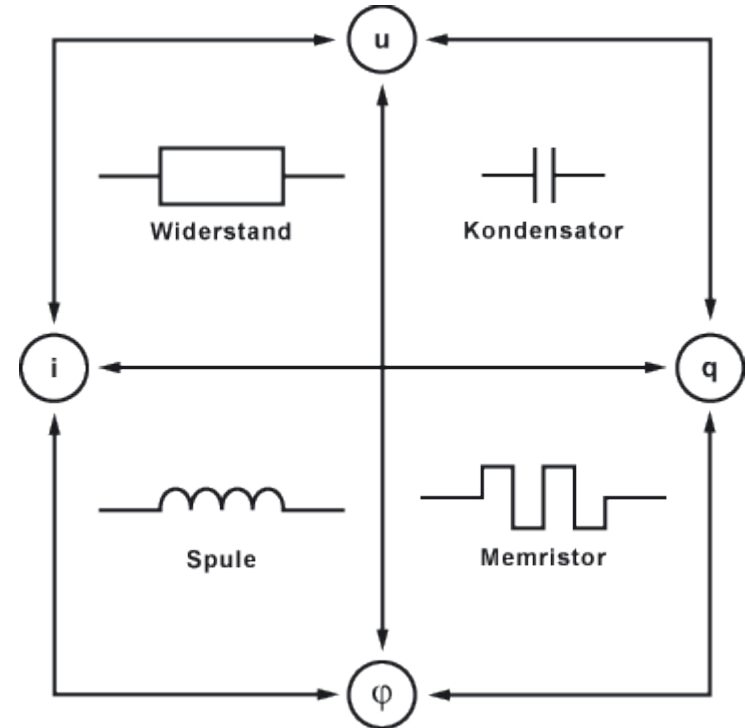 u
Widerstand
Kondensator
i
q
Spule
Memristor
φ